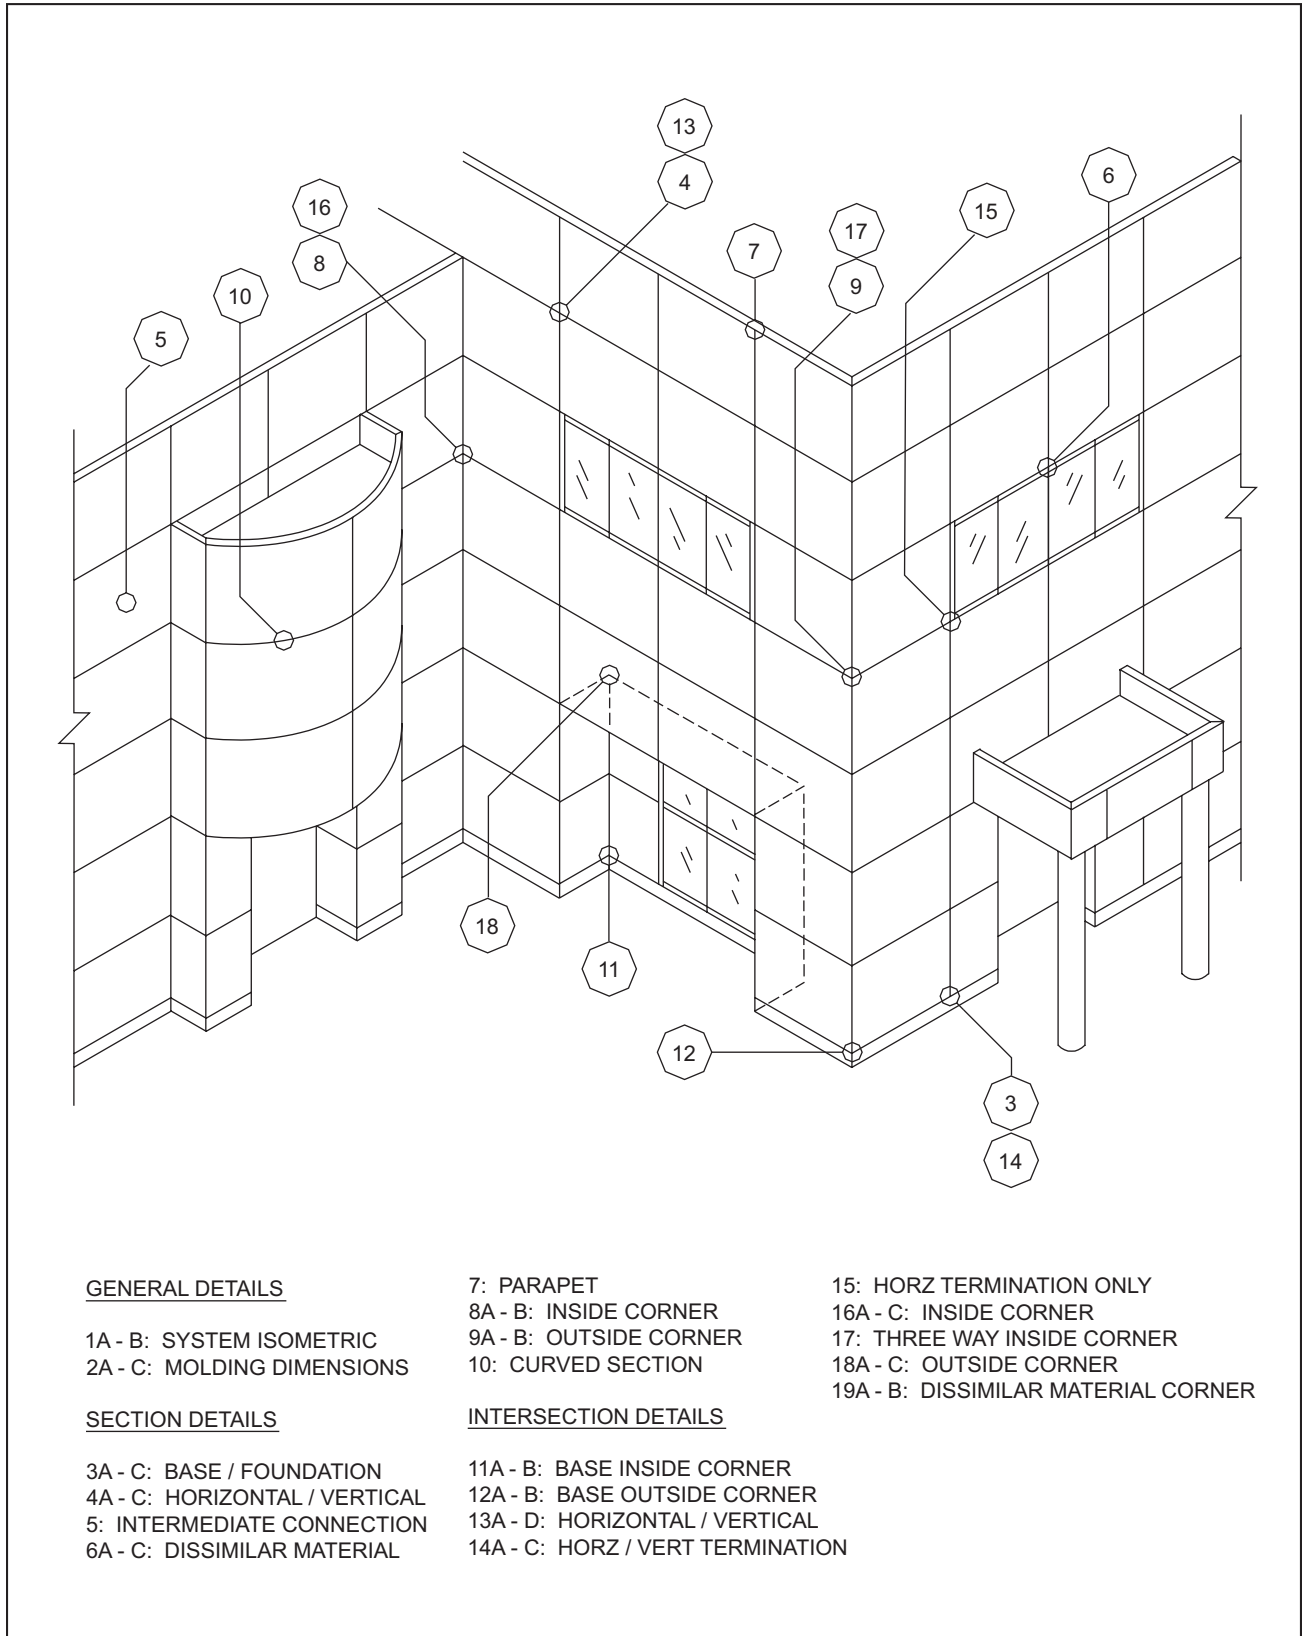 13
4
6
16
8
15
17
9
7
10
5
18
11
12
3
14
GENERAL DETAILS
1A - B: SYSTEM ISOMETRIC
2A - C: MOLDING DIMENSIONS
SECTION DETAILS
3A - C: BASE / FOUNDATION
4A - C: HORIZONTAL / VERTICAL
5: INTERMEDIATE CONNECTION
6A - C: DISSIMILAR MATERIAL
7: PARAPET
8A - B: INSIDE CORNER
9A - B: OUTSIDE CORNER
10: CURVED SECTION
INTERSECTION DETAILS
11A - B: BASE INSIDE CORNER
12A - B: BASE OUTSIDE CORNER
13A - D: HORIZONTAL / VERTICAL
14A - C: HORZ / VERT TERMINATION
15: HORZ TERMINATION ONLY
16A - C: INSIDE CORNER
17: THREE WAY INSIDE CORNER
18A - C: OUTSIDE CORNER
19A - B: DISSIMILAR MATERIAL CORNER